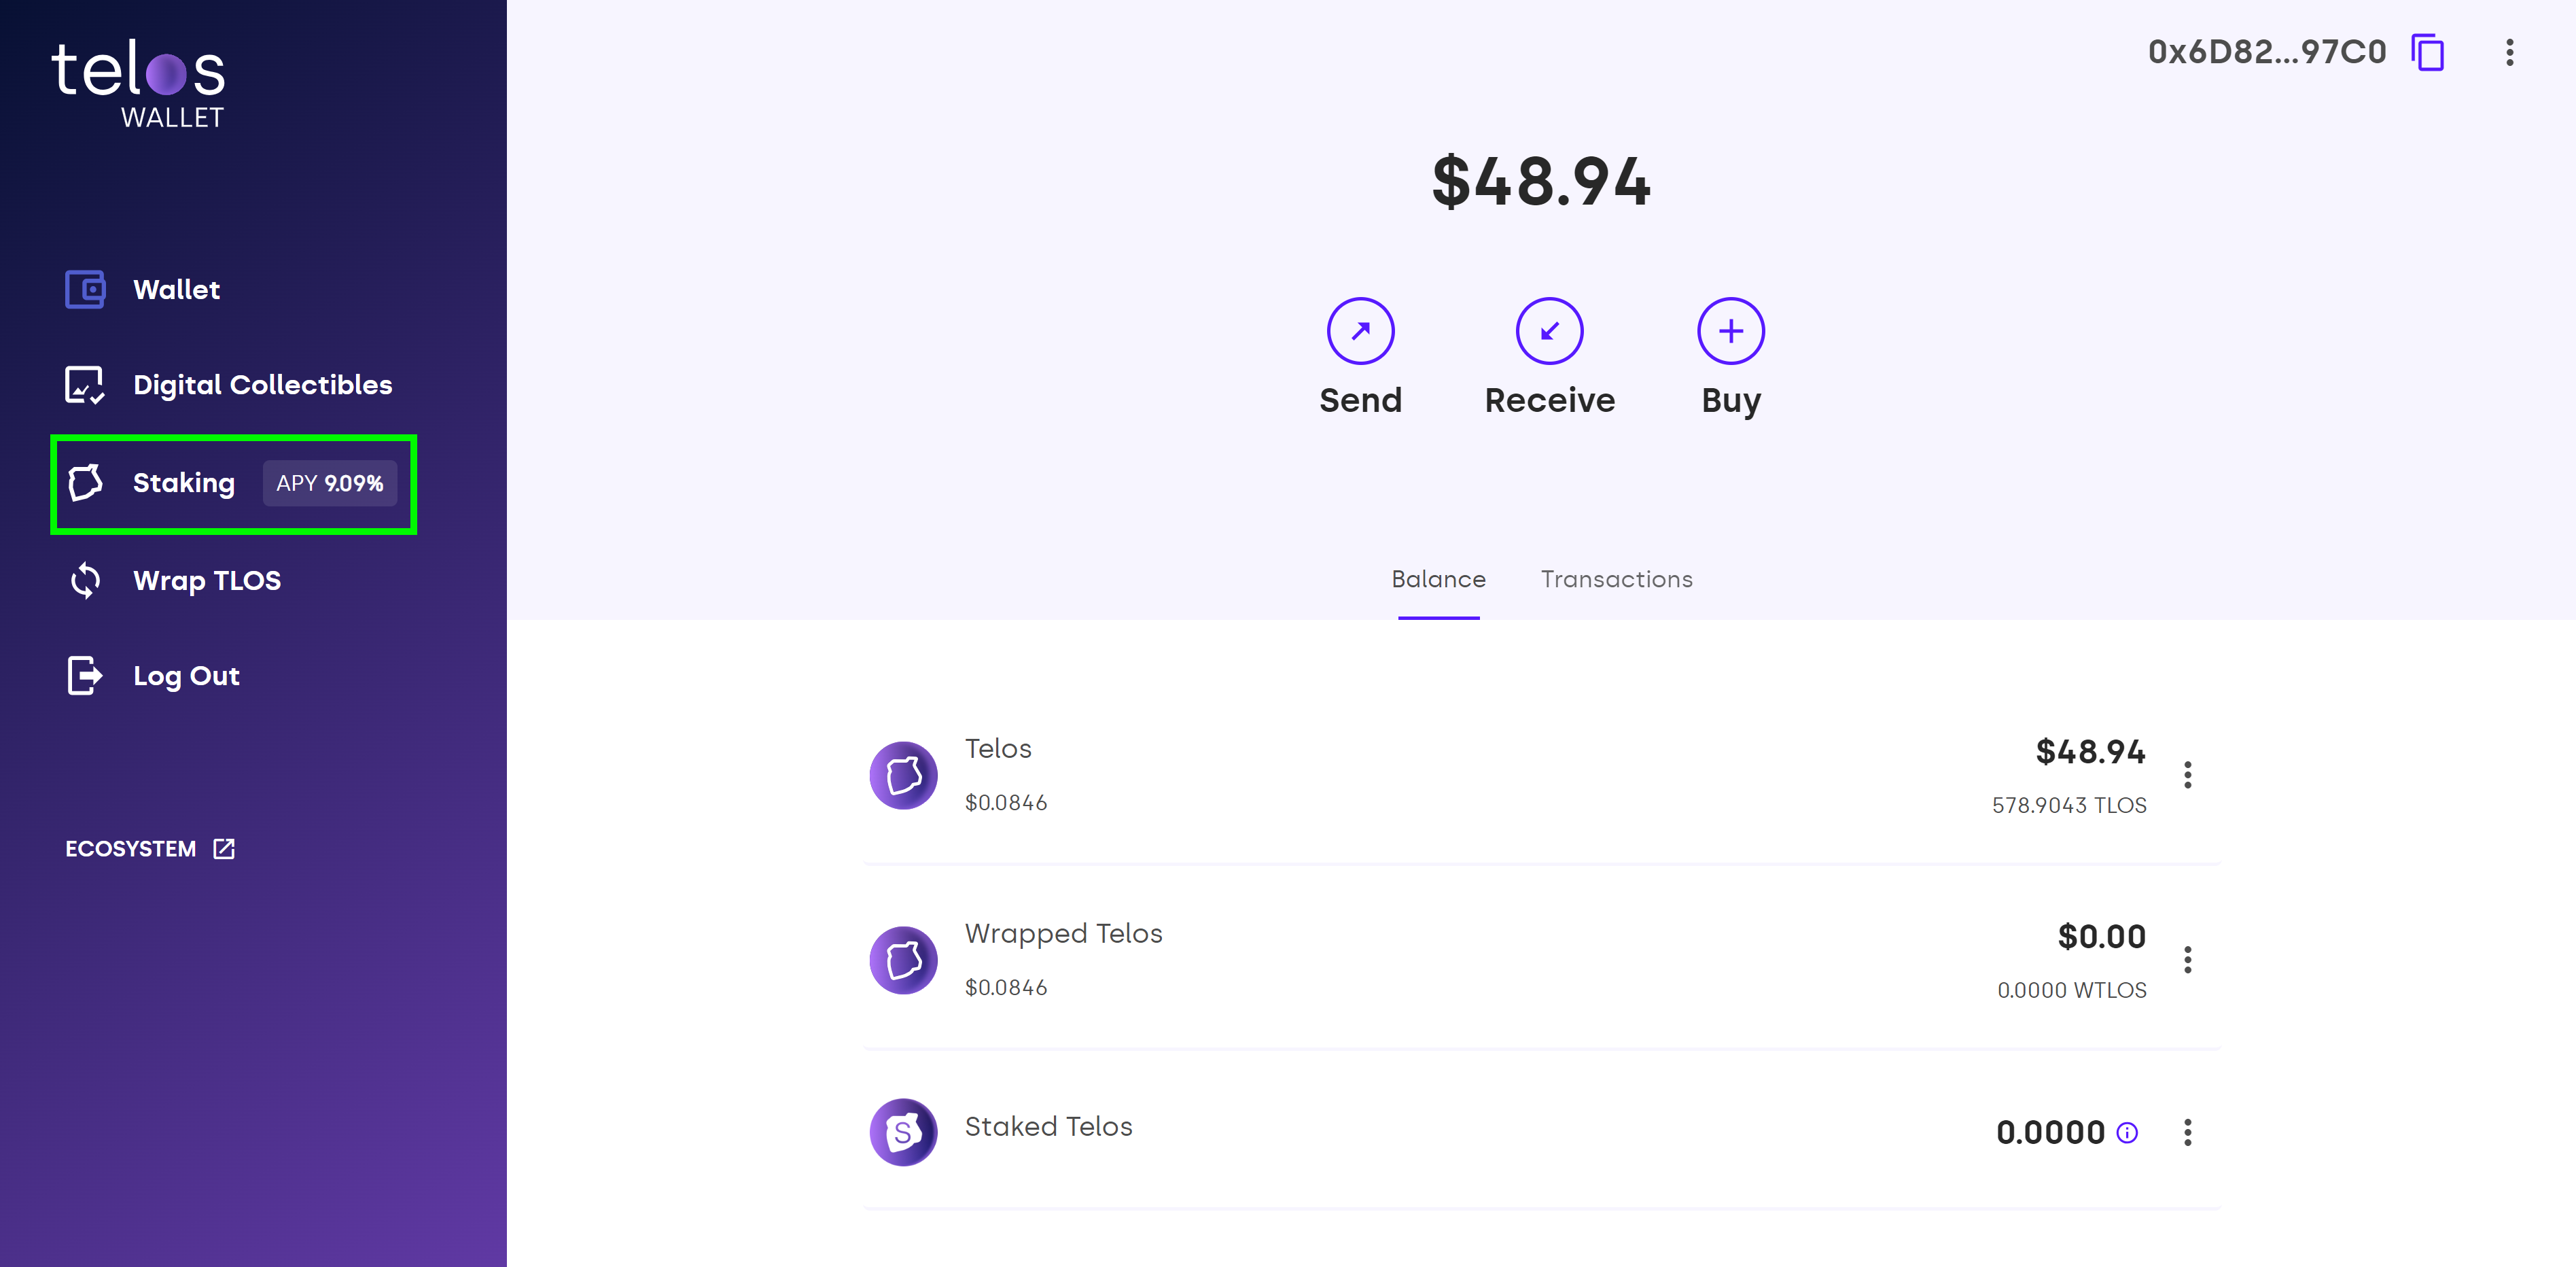 telos
WALLET
Wallet
Digital Collectibles
Staking APY 9.09%
Wrap TLOS
Log Out
ECOSYSTEM
0x6D82...97C0
$48.94
Send Receive Buy
Balance Transactions
Telos $48.94
$0.0846 578.9043 TLOS
Wrapped Telos $0.00
$0.0846 0.0000 WTLOS
S Staked Telos 0.0000